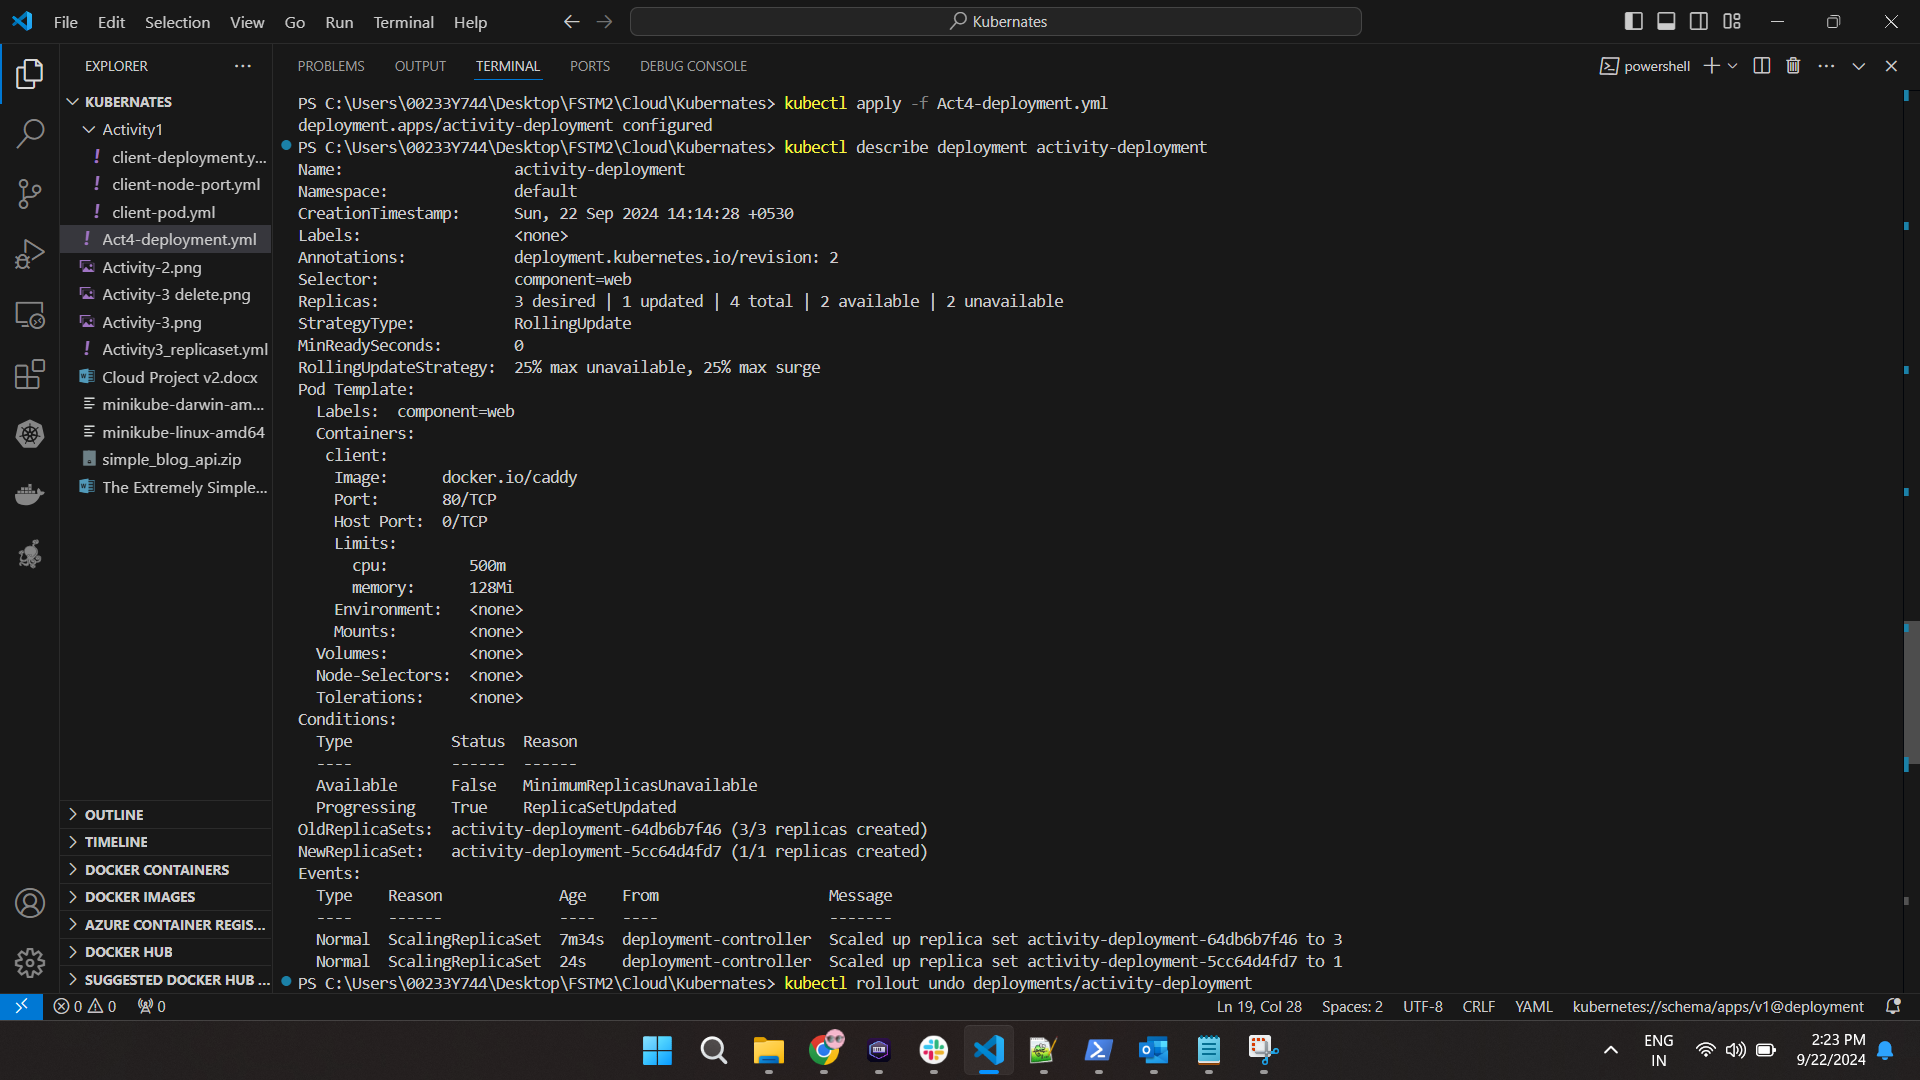 File Edit Selection View Go Run Terminal Help
Kubernates
EXPLORER
KUBERNATES
Activity1
client-deployment.y...
client-node-port.yml
client-pod.yml
Act4-deployment.yml
Activity-2.png
Activity-3 delete.png
Activity-3.png
Activity3_replicaset.yml
Cloud Project v2.docx
minikube-darwin-am...
minikube-linux-amd64
simple_blog_api.zip
The Extremely Simple...
OUTLINE
TIMELINE
DOCKER CONTAINERS
DOCKER IMAGES
AZURE CONTAINER REGIS...
DOCKER HUB
SUGGESTED DOCKER HUB ...
PROBLEMS OUTPUT TERMINAL PORTS DEBUG CONSOLE
powershell
PS C:\Users\00233Y744\Desktop\FSTM2\Cloud\Kubernates> kubectl apply -f Act4-deployment.yml
deployment.apps/activity-deployment configured
PS C:\Users\00233Y744\Desktop\FSTM2\Cloud\Kubernates> kubectl describe deployment activity-deployment
Name: activity-deployment
Namespace: default
CreationTimestamp: Sun, 22 Sep 2024 14:14:28 +0530
Labels: <none>
Annotations: deployment.kubernetes.io/revision: 2
Selector: component=web
Replicas: 3 desired | 1 updated | 4 total | 2 available | 2 unavailable
StrategyType: RollingUpdate
MinReadySeconds: 0
RollingUpdateStrategy: 25% max unavailable, 25% max surge
Pod Template:
Labels: component=web
Containers:
client:
Image: docker.io/caddy
Port: 80/TCP
Host Port: 0/TCP
Limits:
cpu: 500m
memory: 128Mi
Environment: <none>
Mounts: <none>
Volumes: <none>
Node-Selectors: <none>
Tolerations: <none>
Conditions:
Type Status Reason
---- ------ ------
Available False MinimumReplicasUnavailable
Progressing True ReplicaSetUpdated
OldReplicaSets: activity-deployment-64db6b7f46 (3/3 replicas created)
NewReplicaSet: activity-deployment-5cc64d4fd7 (1/1 replicas created)
Events:
Type Reason Age From Message
---- ------ ---- ---- -------
Normal ScalingReplicaSet 7m34s deployment-controller Scaled up replica set activity-deployment-64db6b7f46 to 3
Normal ScalingReplicaSet 24s deployment-controller Scaled up replica set activity-deployment-5cc64d4fd7 to 1
PS C:\Users\00233Y744\Desktop\FSTM2\Cloud\Kubernates> kubectl rollout undo deployments/activity-deployment
0 0 0 Ln 19, Col 28 Spaces: 2 UTF-8 CRLF YAML kubernetes://schema/apps/v1@deployment
ENG
IN
2:23 PM
9/22/2024